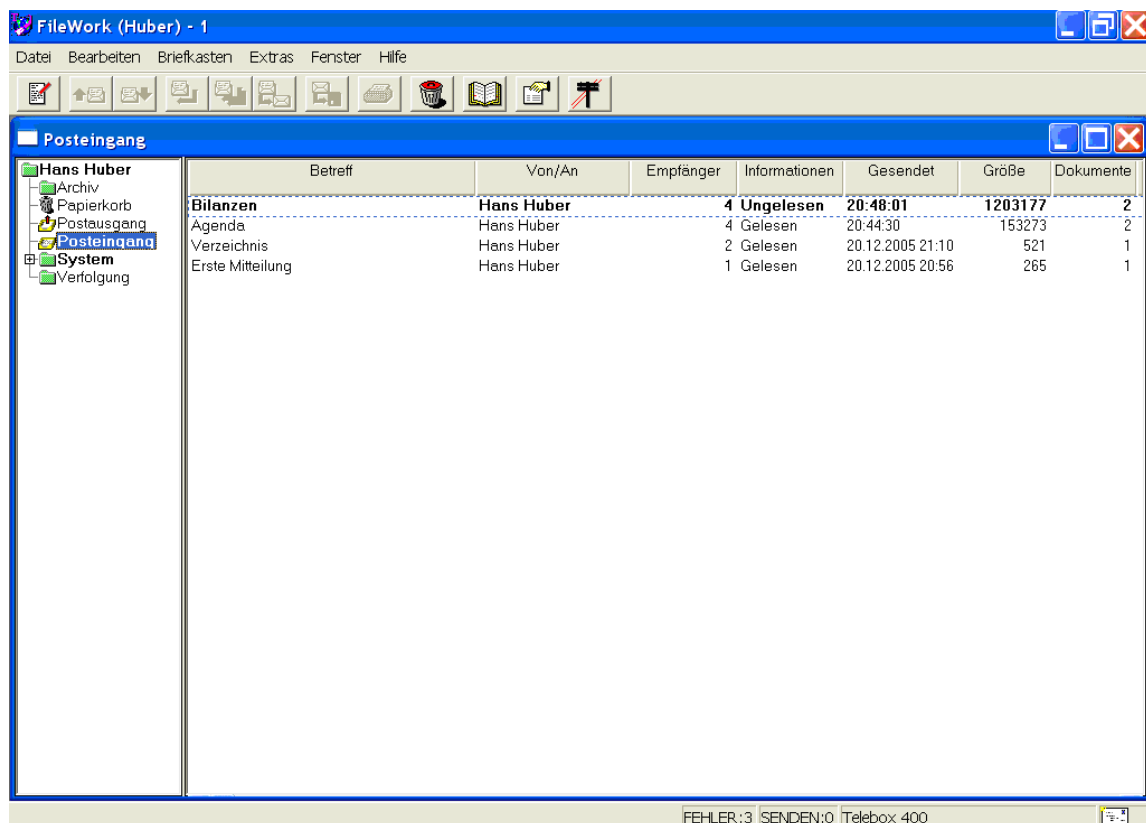 FileWork (Huber) - 1
Datei Bearbeiten Briefkasten Extras Fenster Hilfe
Posteingang
Hans Huber
Archiv
Papierkorb
Postausgang
Posteingang
System
Verfolgung
Betreff Von/An Empfänger Informationen Gesendet Größe Dokumente
Bilanzen Hans Huber 4 Ungelesen 20:48:01 1203177 2
Agenda Hans Huber 4 Gelesen 20:44:30 153273 2
Verzeichnis Hans Huber 2 Gelesen 20.12.2005 21:10 521 1
Erste Mitteilung Hans Huber 1 Gelesen 20.12.2005 20:56 265 1
FEHLER:3 SENDEN:0 Telebox 400